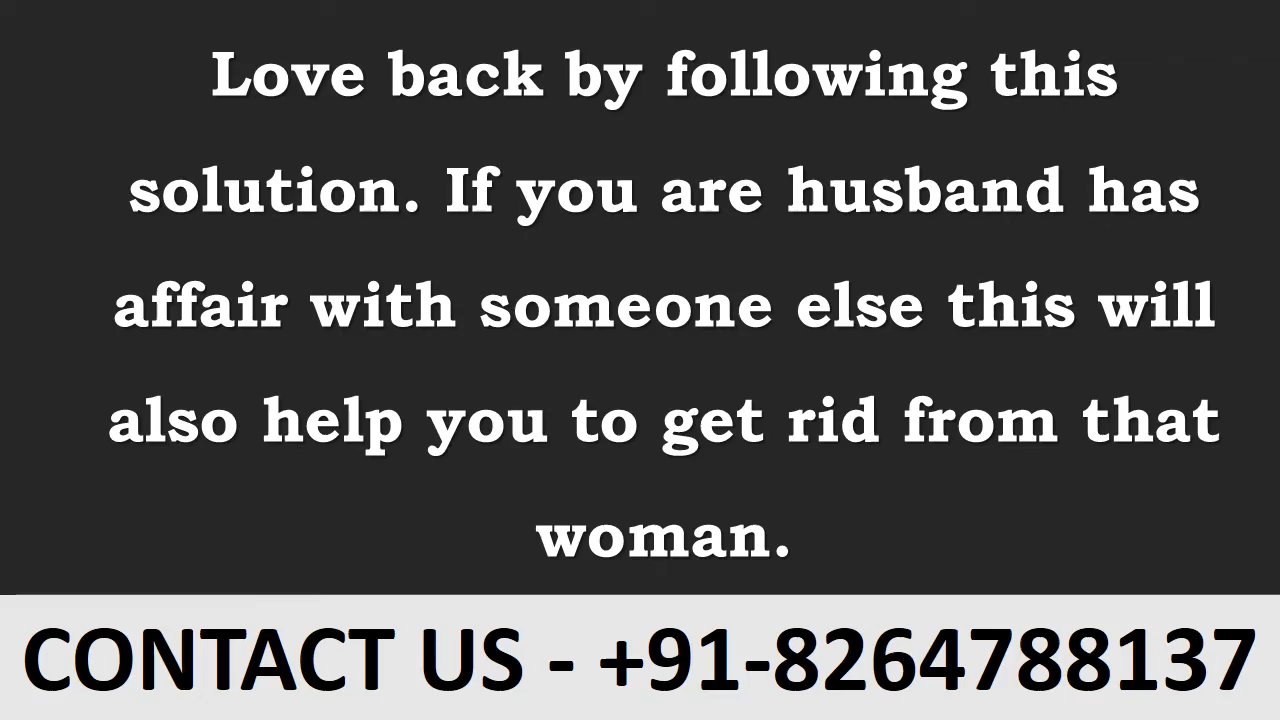 Love back by following this
solution. If you are husband has
affair with someone else this will
also help you to get rid from that
woman.
CONTACT US - +91-8264788137